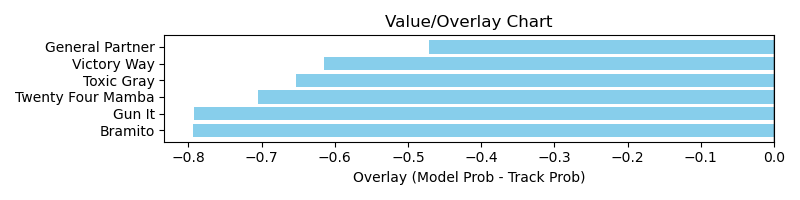 Value/Overlay Chart
General Partner
Victory Way
Toxic Gray
Twenty Four Mamba
Gun It
Bramito
−0.8 −0.7 −0.6 −0.5 −0.4 −0.3 −0.2 −0.1 0.0
Overlay (Model Prob - Track Prob)